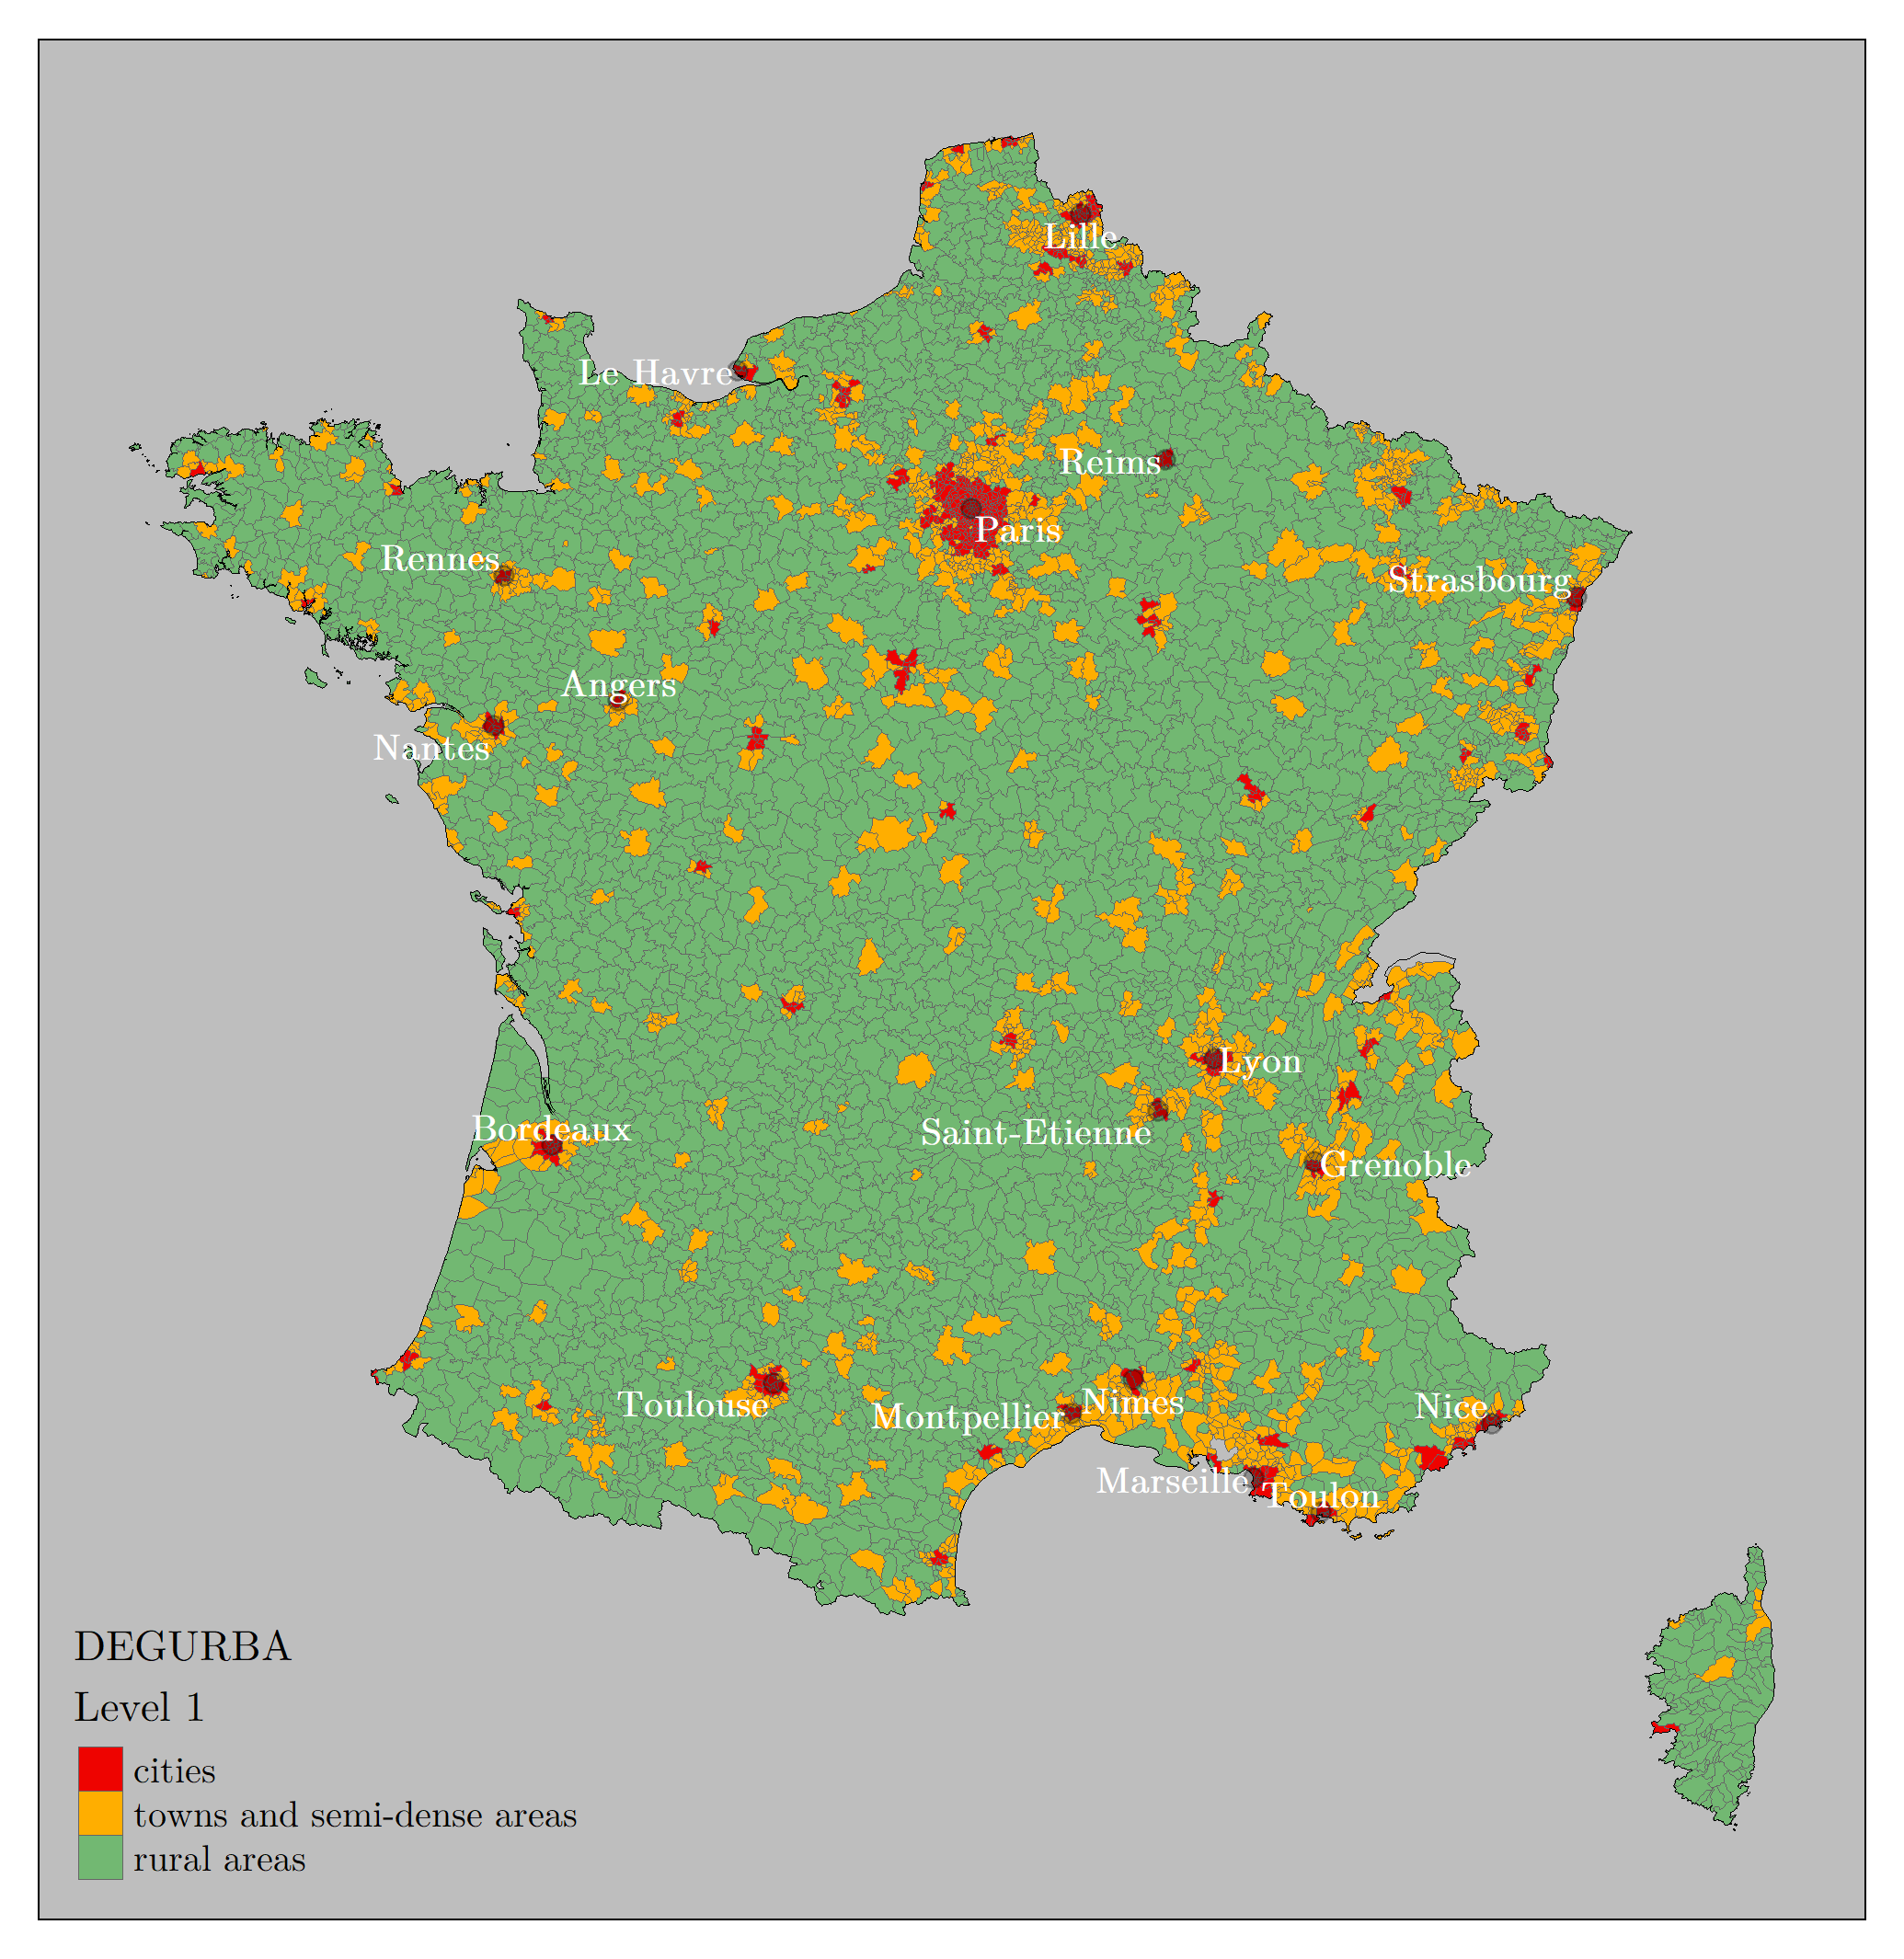 Lille
Le Havre
Reims
Paris
Rennes
Strasbourg
Angers
Nantes
Lyon
Bordeaux
Saint-Etienne
Grenoble
Toulouse
Montpellier
Nimes
Nice
Marseille
Toulon
DEGURBA
Level 1
cities
towns and semi-dense areas
rural areas